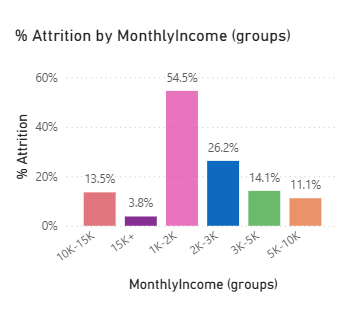 % Attrition by MonthlyIncome (groups)
60%
40%
20%
0%
% Attrition
13.5%
3.8%
54.5%
26.2%
14.1%
11.1%
10K-15K
15K+
1K-2K
2K-3K
3K-5K
5K-10K
MonthlyIncome (groups)